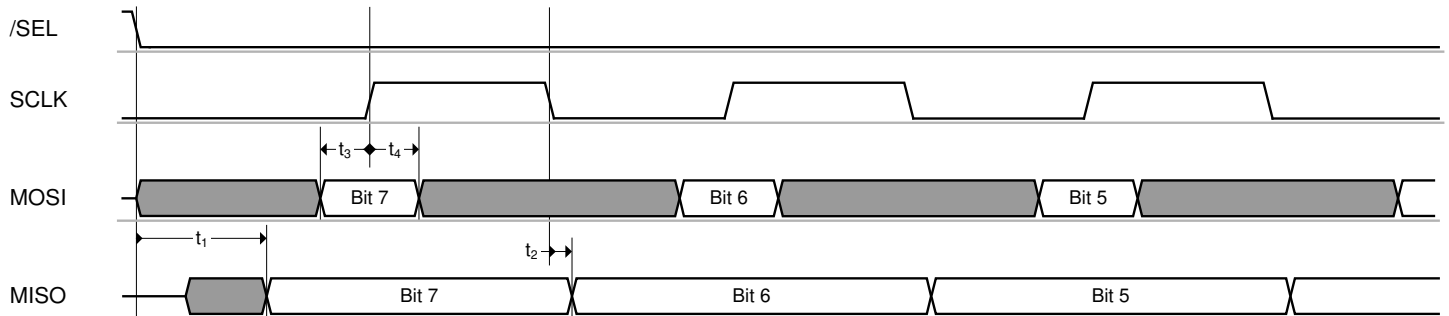 /SEL
SCLK
t3 t4
MOSI Bit 7 Bit 6 Bit 5
t1 t2
MISO Bit 7 Bit 6 Bit 5